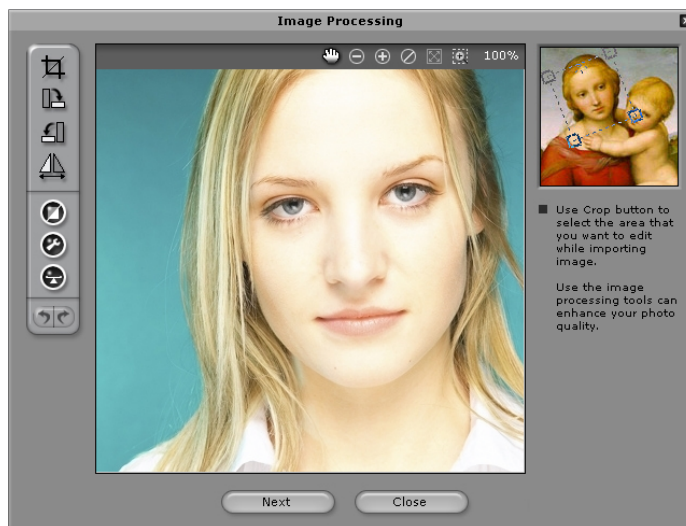 Image Processing
100%
Use Crop button to
select the area that
you want to edit
while importing
image.
Use the image
processing tools can
enhance your photo
quality.
Next
Close